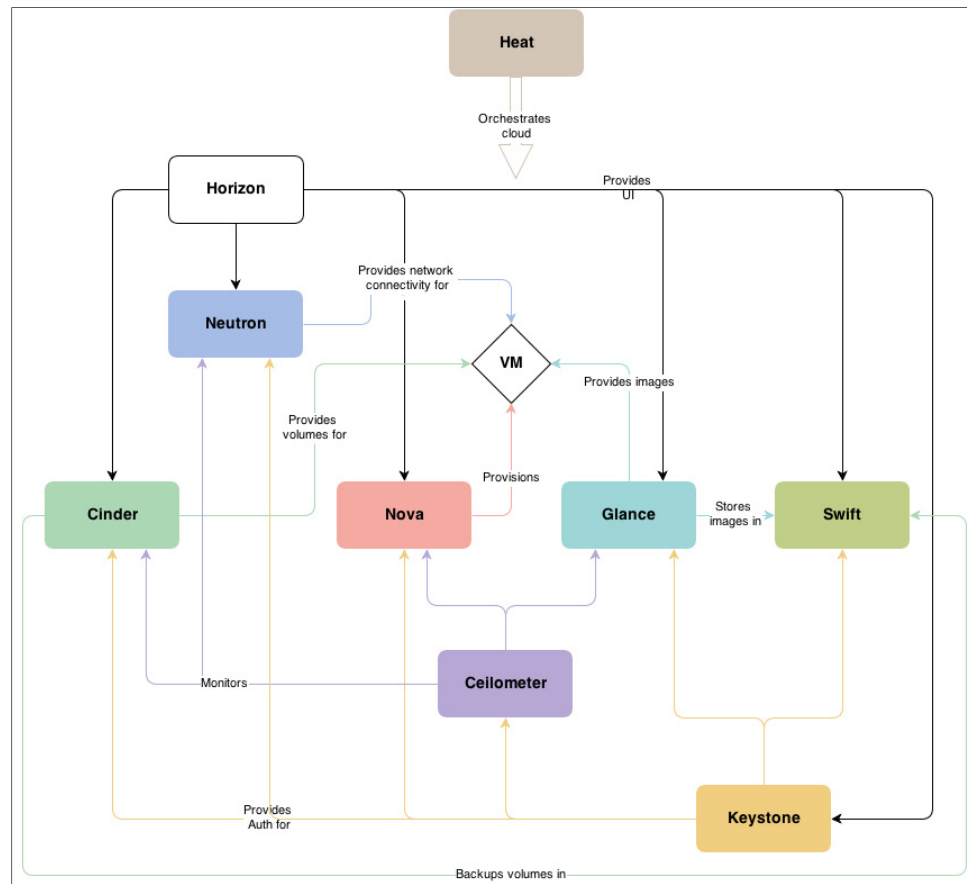 Heat
Orchestrates
cloud
Horizon
Provides
UI
Provides network
connectivity for
Neutron
VM
Provides images
Provides
volumes for
Provisions
Cinder
Nova
Glance
Stores
images in
Swift
Monitors
Ceilometer
Provides
Auth for
Keystone
Backups volumes in